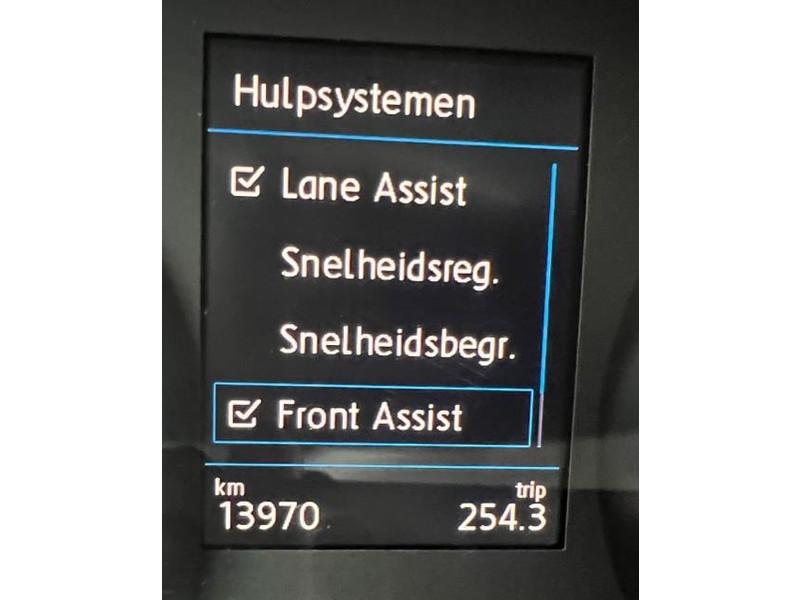 Hulpsystemen
Lane Assist
Snelheidsreg.
Snelheidsbegr.
Front Assist
km trip
13970 254.3